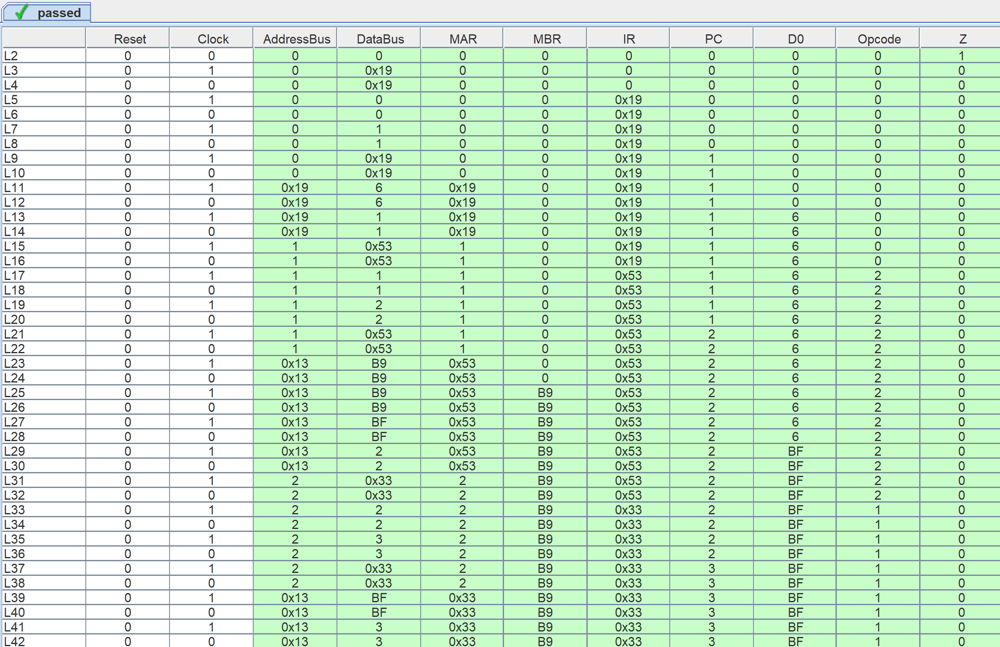 passed
Reset Clock AddressBus DataBus MAR MBR IR PC D0 Opcode Z
L2 0 0 0 0 0 0 0 0 0 0 1
L3 0 1 0 0x19 0 0 0 0 0 0 0
L4 0 0 0 0x19 0 0 0 0 0 0 0
L5 0 1 0 0 0 0 0x19 0 0 0 0
L6 0 0 0 0 0 0 0x19 0 0 0 0
L7 0 1 0 1 0 0 0x19 0 0 0 0
L8 0 0 0 1 0 0 0x19 0 0 0 0
L9 0 1 0 0x19 0 0 0x19 1 0 0 0
L10 0 0 0 0x19 0 0 0x19 1 0 0 0
L11 0 1 0x19 6 0x19 0 0x19 1 0 0 0
L12 0 0 0x19 6 0x19 0 0x19 1 0 0 0
L13 0 1 0x19 1 0x19 0 0x19 1 6 0 0
L14 0 0 0x19 1 0x19 0 0x19 1 6 0 0
L15 0 1 1 0x53 1 0 0x19 1 6 0 0
L16 0 0 1 0x53 1 0 0x19 1 6 0 0
L17 0 1 1 1 1 0 0x53 1 6 2 0
L18 0 0 1 1 1 0 0x53 1 6 2 0
L19 0 1 1 2 1 0 0x53 1 6 2 0
L20 0 0 1 2 1 0 0x53 1 6 2 0
L21 0 1 1 0x53 1 0 0x53 2 6 2 0
L22 0 0 1 0x53 1 0 0x53 2 6 2 0
L23 0 1 0x13 B9 0x53 0 0x53 2 6 2 0
L24 0 0 0x13 B9 0x53 0 0x53 2 6 2 0
L25 0 1 0x13 B9 0x53 B9 0x53 2 6 2 0
L26 0 0 0x13 B9 0x53 B9 0x53 2 6 2 0
L27 0 1 0x13 BF 0x53 B9 0x53 2 6 2 0
L28 0 0 0x13 BF 0x53 B9 0x53 2 6 2 0
L29 0 1 0x13 2 0x53 B9 0x53 2 BF 2 0
L30 0 0 0x13 2 0x53 B9 0x53 2 BF 2 0
L31 0 1 2 0x33 2 B9 0x53 2 BF 2 0
L32 0 0 2 0x33 2 B9 0x53 2 BF 2 0
L33 0 1 2 2 2 B9 0x33 2 BF 1 0
L34 0 0 2 2 2 B9 0x33 2 BF 1 0
L35 0 1 2 3 2 B9 0x33 2 BF 1 0
L36 0 0 2 3 2 B9 0x33 2 BF 1 0
L37 0 1 2 0x33 2 B9 0x33 3 BF 1 0
L38 0 0 2 0x33 2 B9 0x33 3 BF 1 0
L39 0 1 0x13 BF 0x33 B9 0x33 3 BF 1 0
L40 0 0 0x13 BF 0x33 B9 0x33 3 BF 1 0
L41 0 1 0x13 3 0x33 B9 0x33 3 BF 1 0
L42 0 0 0x13 3 0x33 B9 0x33 3 BF 1 0